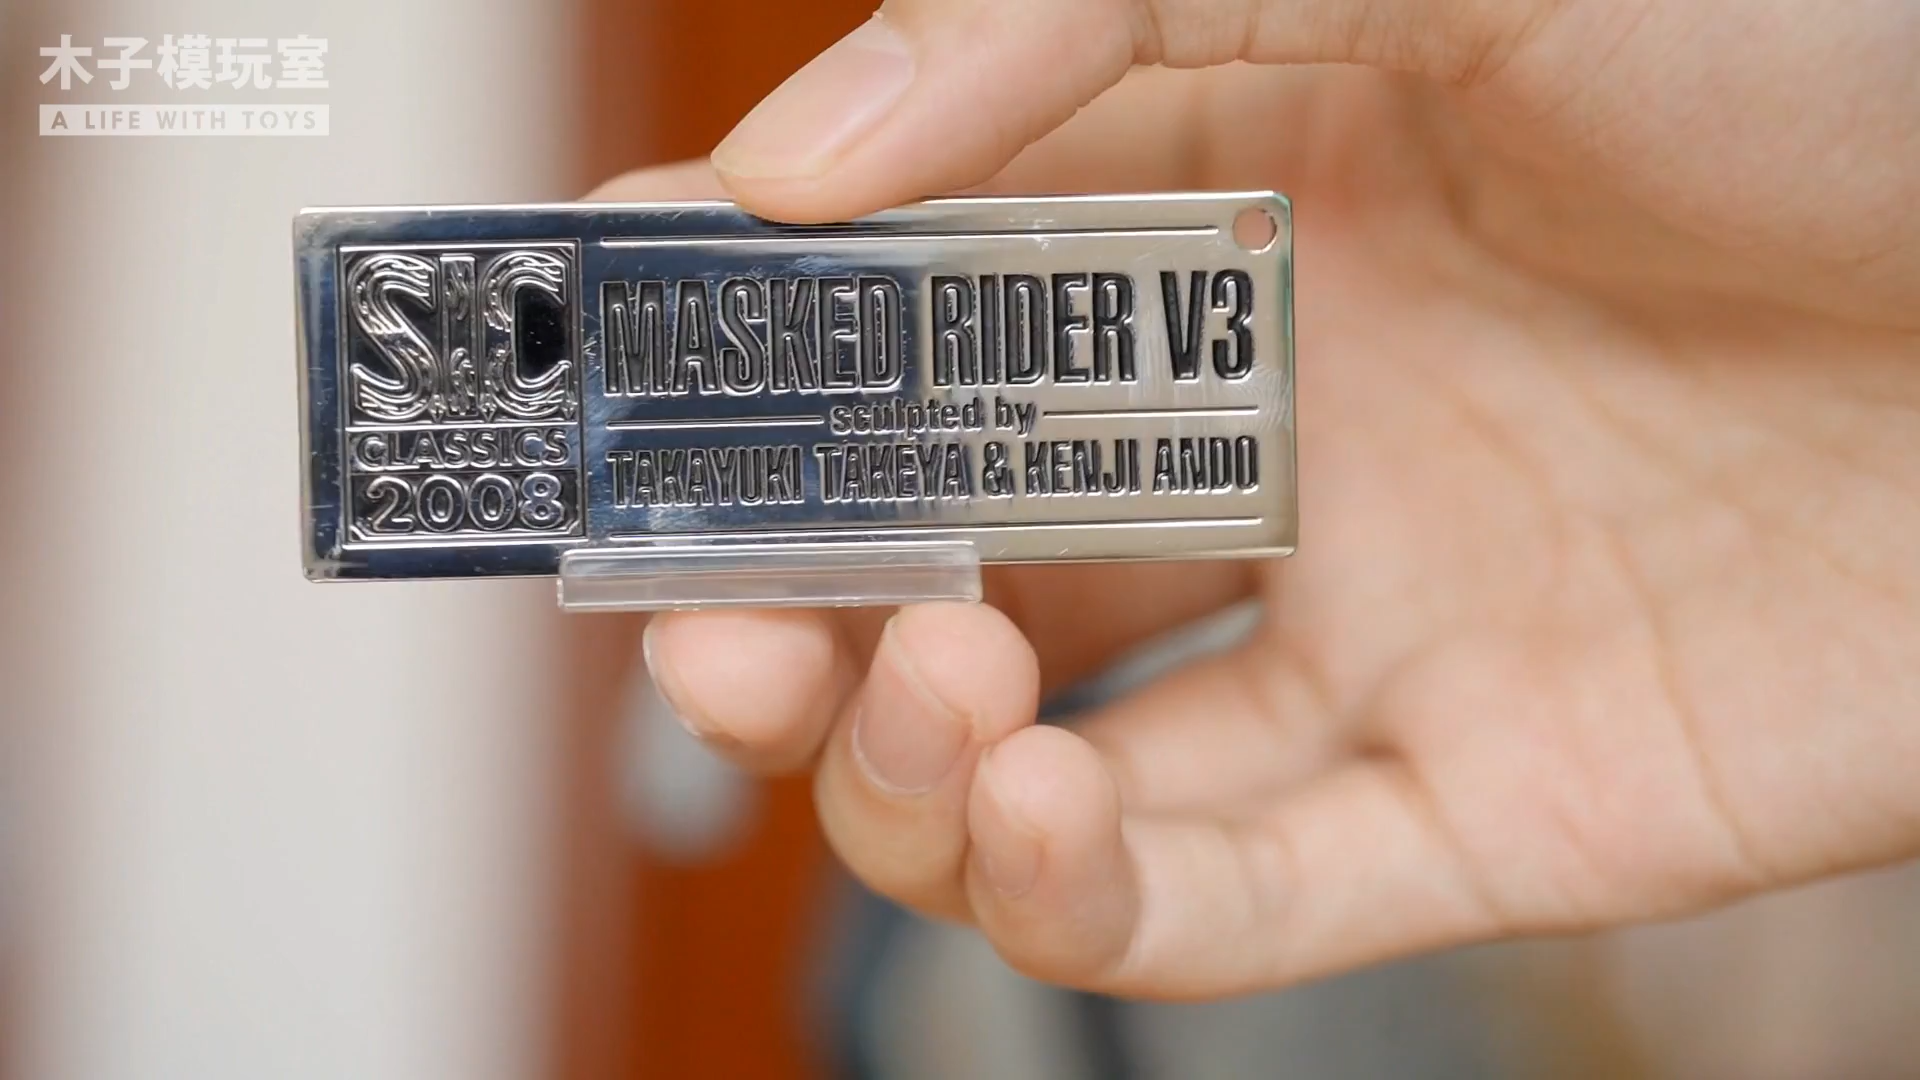 木子模玩室
A LIFE WITH TOYS
SIC
CLASSICS
2008
MASKED RIDER V3
sculpted by
TAKAYUKI TAKEYA & KENJI ANDO